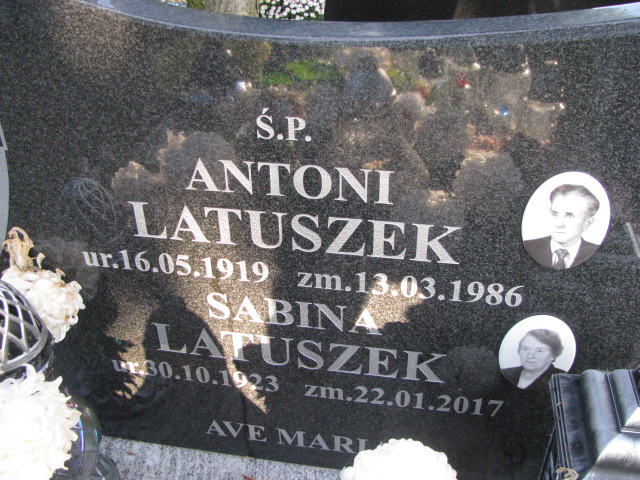 Ś.P.
ANTONI
LATUSZEK
ur.16.05.1919 zm.13.03.1986
SABINA
LATUSZEK
ur.30.10.1923 zm.22.01.2017
AVE MARI